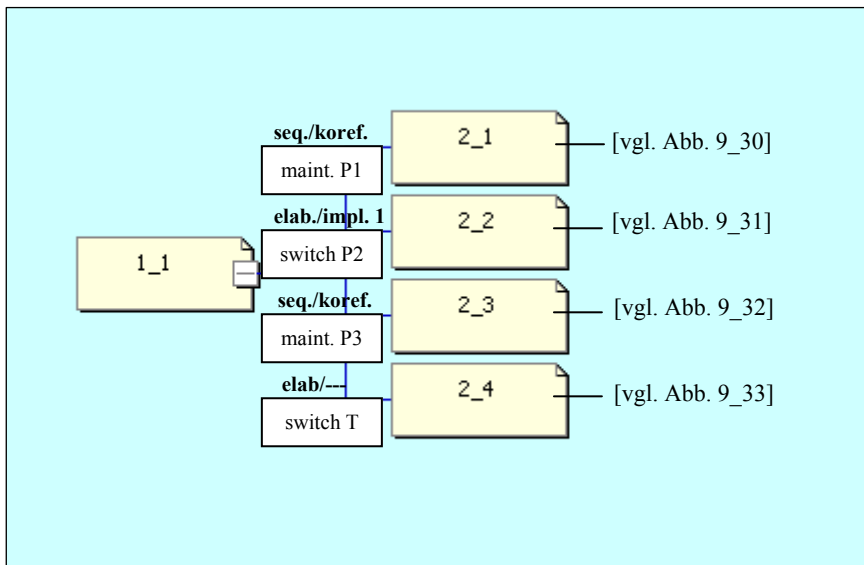 seq./koref.
2_1
[vgl. Abb. 9_30]
maint. P1
elab./impl. 1
2_2
[vgl. Abb. 9_31]
1_1
switch P2
seq./koref.
2_3
[vgl. Abb. 9_32]
maint. P3
elab/---
2_4
[vgl. Abb. 9_33]
switch T